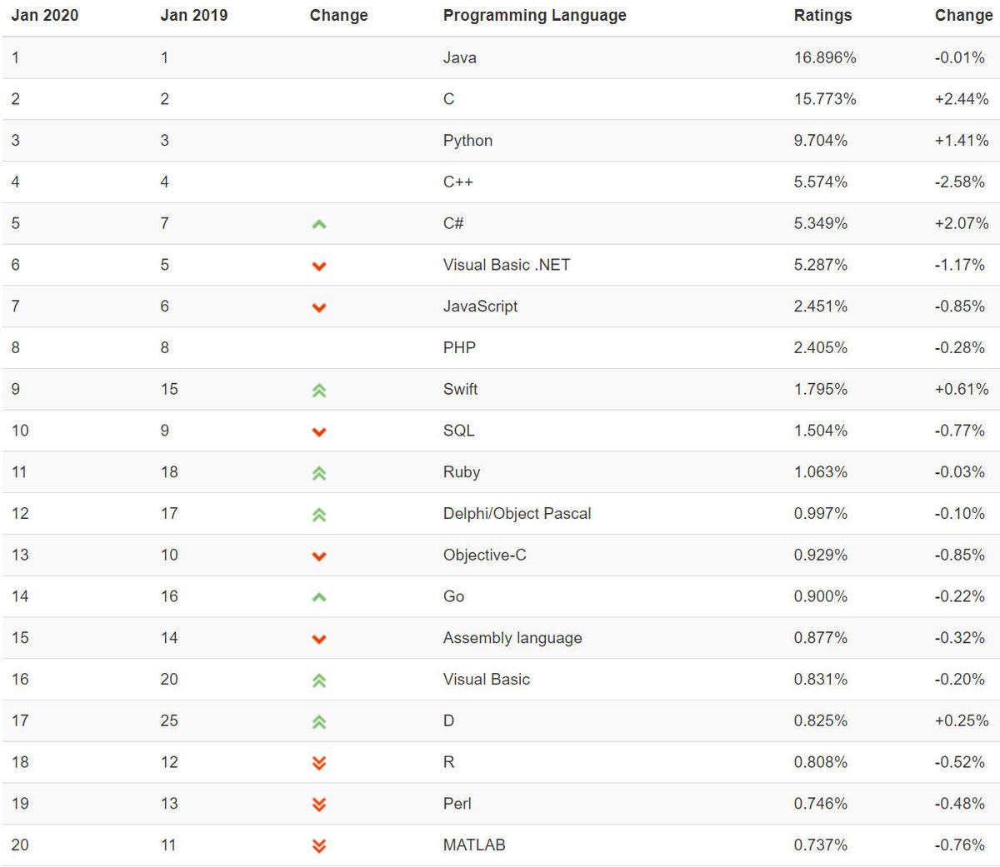 Jan 2020 Jan 2019 Change Programming Language Ratings Change
1 1 Java 16.896% -0.01%
2 2 C 15.773% +2.44%
3 3 Python 9.704% +1.41%
4 4 C++ 5.574% -2.58%
5 7 C# 5.349% +2.07%
6 5 Visual Basic .NET 5.287% -1.17%
7 6 JavaScript 2.451% -0.85%
8 8 PHP 2.405% -0.28%
9 15 Swift 1.795% +0.61%
10 9 SQL 1.504% -0.77%
11 18 Ruby 1.063% -0.03%
12 17 Delphi/Object Pascal 0.997% -0.10%
13 10 Objective-C 0.929% -0.85%
14 16 Go 0.900% -0.22%
15 14 Assembly language 0.877% -0.32%
16 20 Visual Basic 0.831% -0.20%
17 25 D 0.825% +0.25%
18 12 R 0.808% -0.52%
19 13 Perl 0.746% -0.48%
20 11 MATLAB 0.737% -0.76%